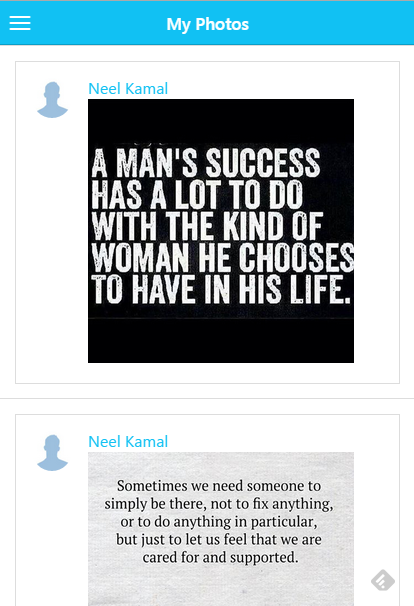 My Photos
Neel Kamal
A MAN'S SUCCESS
HAS A LOT TO DO
WITH THE KIND OF
WOMAN HE CHOOSES
TO HAVE IN HIS LIFE.
Neel Kamal
Sometimes we need someone to
simply be there, not to fix anything,
or to do anything in particular,
but just to let us feel that we are
cared for and supported.